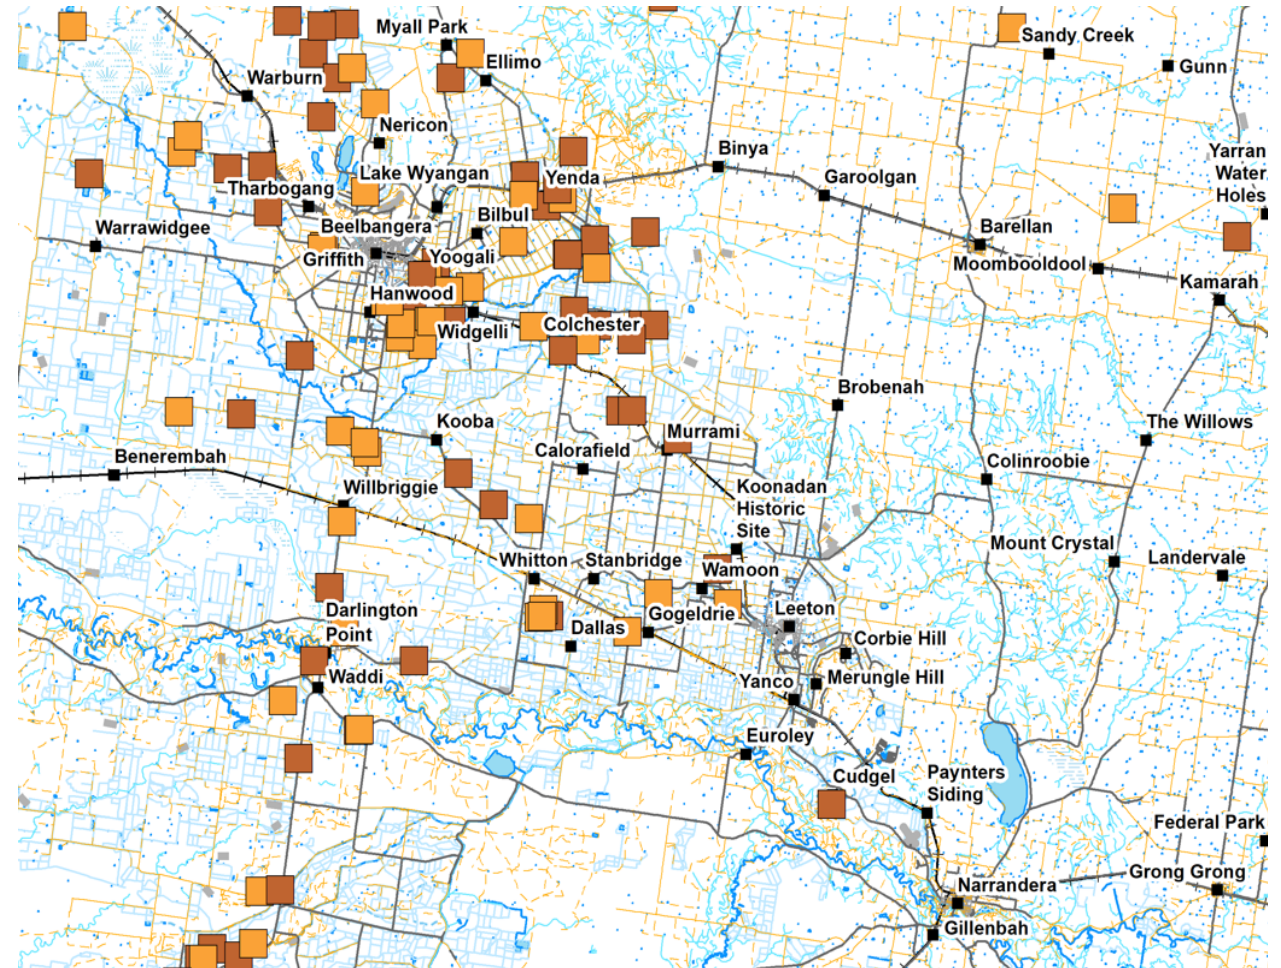 Myall Park
Sandy Creek
Ellimo
Gunn
Warburn
Nericon
Binya
Yarran
Water
Holes
Lake Wyangan
Yenda
Garoolgan
Tharbogang
Bilbul
Warrawidgee
Beelbangera
Barellan
Griffith
Yoogali
Moombooldool
Kamarah
Hanwood
Widgelli
Colchester
Brobenah
Kooba
Murrami
The Willows
Calorafield
Benerembah
Colinroobie
Willbriggie
Koonadan
Historic
Site
Mount Crystal
Landervale
Whitton
Stanbridge
Wamoon
Darlington
Point
Gogeldrie
Leeton
Dallas
Corbie Hill
Waddi
Yanco
Merungle Hill
Euroley
Cudgel
Paynters
Siding
Federal Park
Grong Grong
Narrandera
Gillenbah